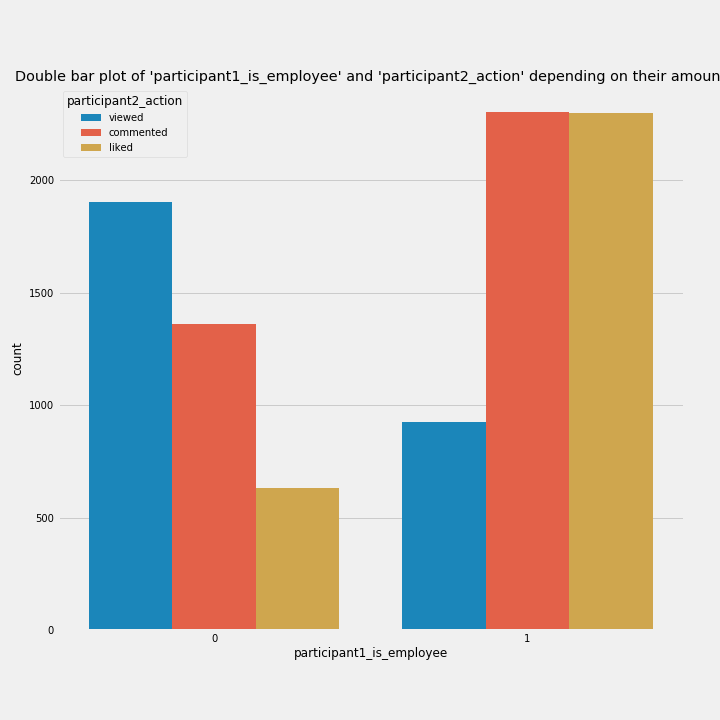 Double bar plot of 'participant1_is_employee' and 'participant2_action' depending on their amoun
participant2_action
viewed
commented
liked
2000
1500
1000
500
0
count
0 1
participant1_is_employee